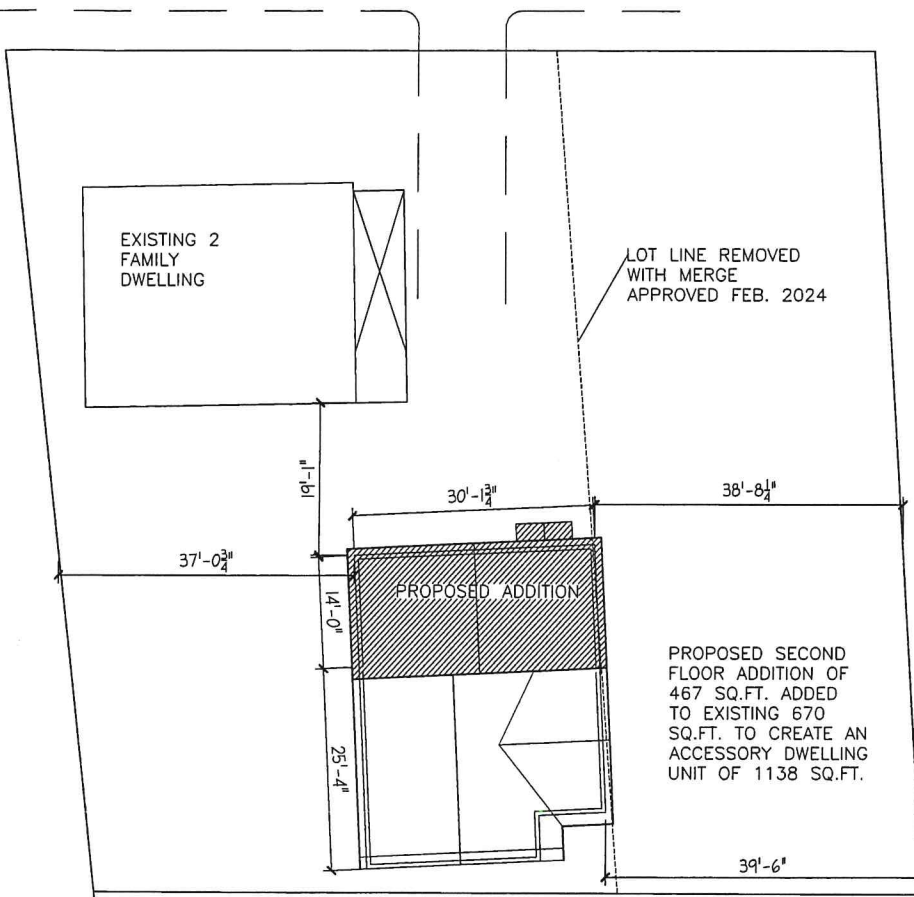 EXISTING 2
FAMILY
DWELLING
LOT LINE REMOVED
WITH MERGE
APPROVED FEB. 2024
19'-1"
30'-1¾"
38'-8¼"
37'-0¾"
14'-0"
PROPOSED ADDITION
25'-4"
PROPOSED SECOND
FLOOR ADDITION OF
467 SQ.FT. ADDED
TO EXISTING 670
SQ.FT. TO CREATE AN
ACCESSORY DWELLING
UNIT OF 1138 SQ.FT.
39'-6"